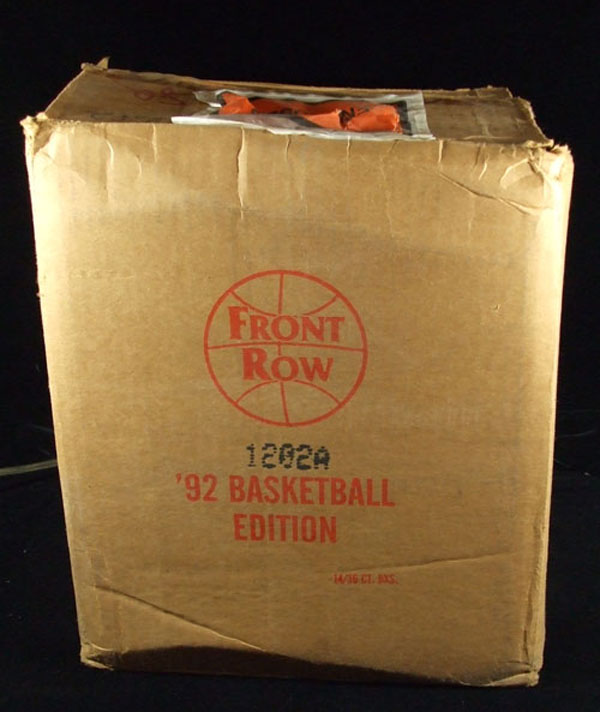 FRONT
ROW
1202A
'92 BASKETBALL
EDITION
14/36 CT. BXS.